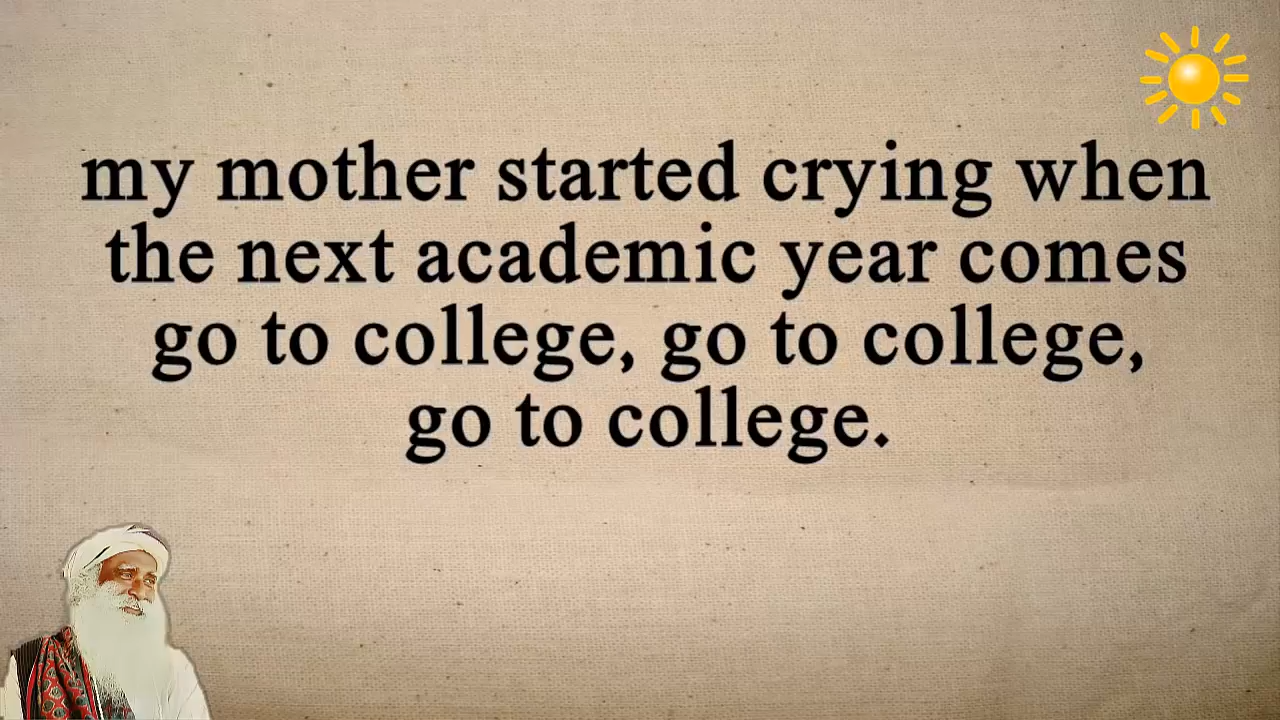 my mother started crying when
the next academic year comes
go to college, go to college,
go to college.